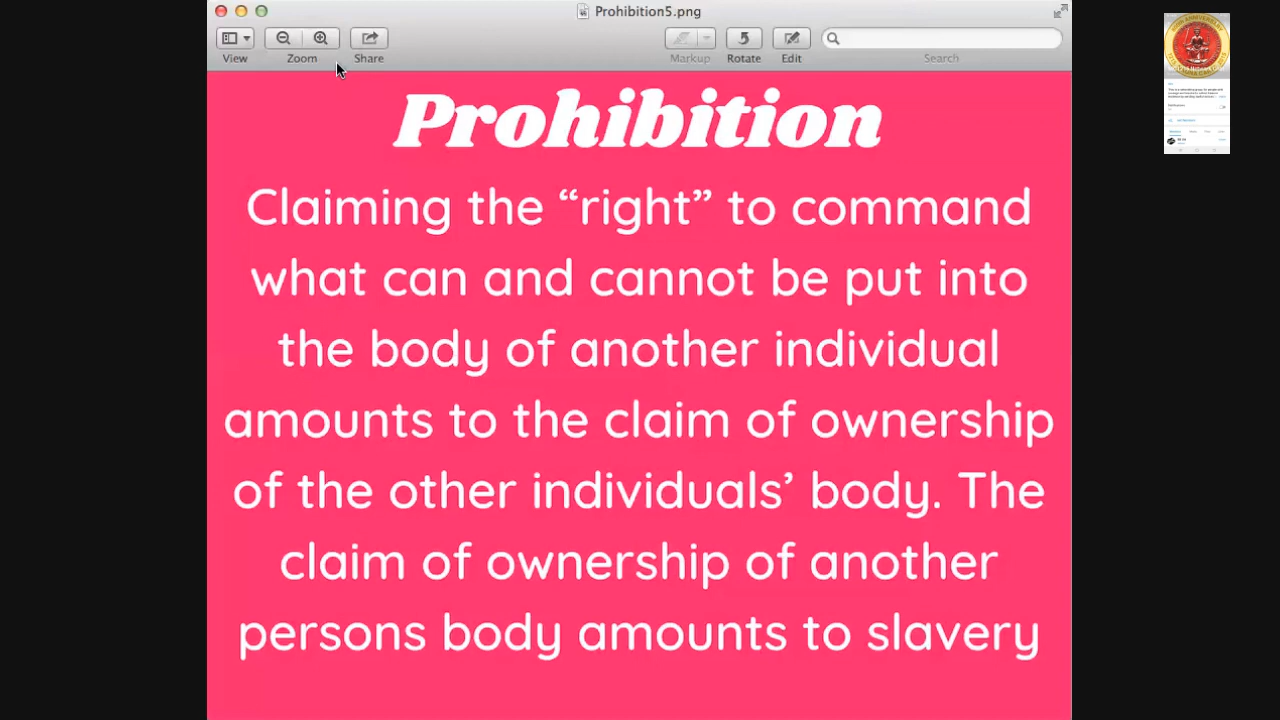 Prohibition5.png
View
Zoom
Share
Markup
Rotate
Edit
Search
Prohibition
Claiming the “right” to command
what can and cannot be put into
the body of another individual
amounts to the claim of ownership
of the other individuals’ body. The
claim of ownership of another
persons body amounts to slavery